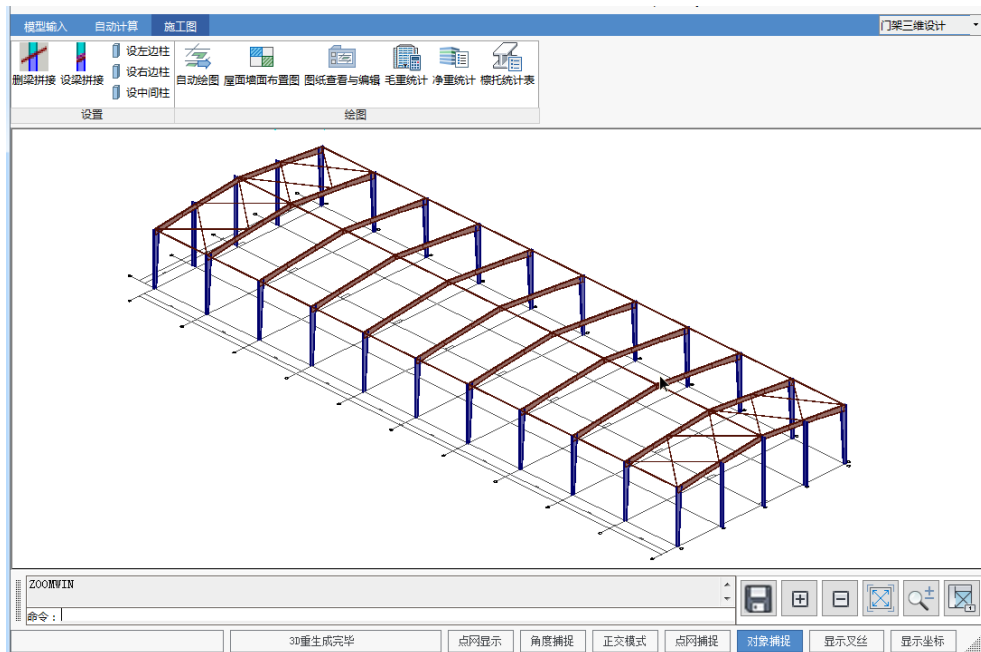 模型输入 自动计算 施工图 门架三维设计
设左边柱
设右边柱
设中间柱
删梁拼接 设梁拼接 自动绘图 屋面墙面布置图 图纸查看与编辑 毛重统计 净重统计 檩托统计表
设置 绘图
ZOOMWIN
命令：
3D重生成完毕 点网显示 角度捕捉 正交模式 点网捕捉 对象捕捉 显示叉丝 显示坐标